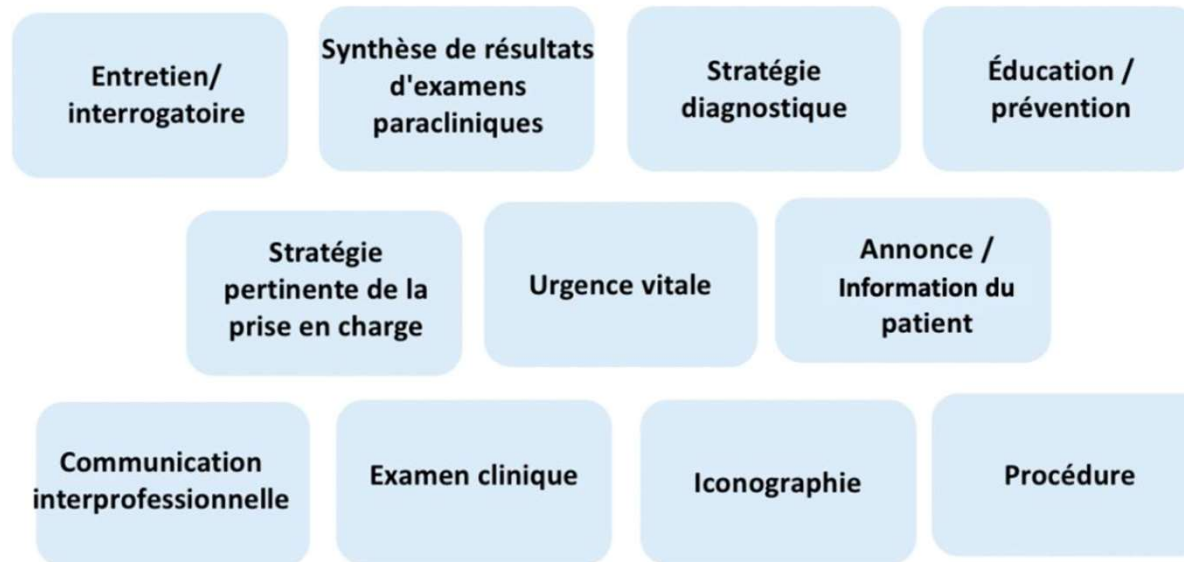 Entretien/
interrogatoire
Synthèse de résultats
d'examens
paracliniques
Stratégie
diagnostique
Éducation /
prévention
Stratégie
pertinente de la
prise en charge
Urgence vitale
Annonce /
Information du
patient
Communication
interprofessionnelle
Examen clinique
Iconographie
Procédure